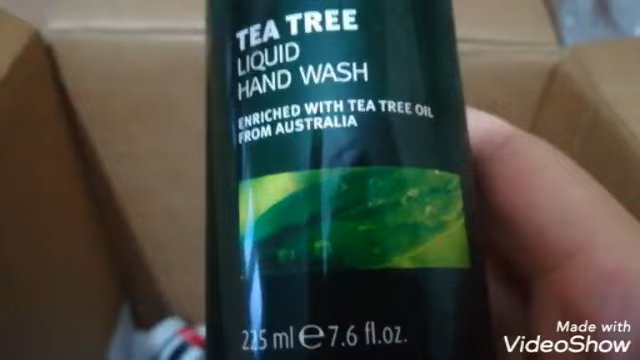 TEA TREE
LIQUID
HAND WASH
ENRICHED WITH TEA TREE OIL
FROM AUSTRALIA
225 ml e 7.6 fl.oz.
Made with
VideoShow